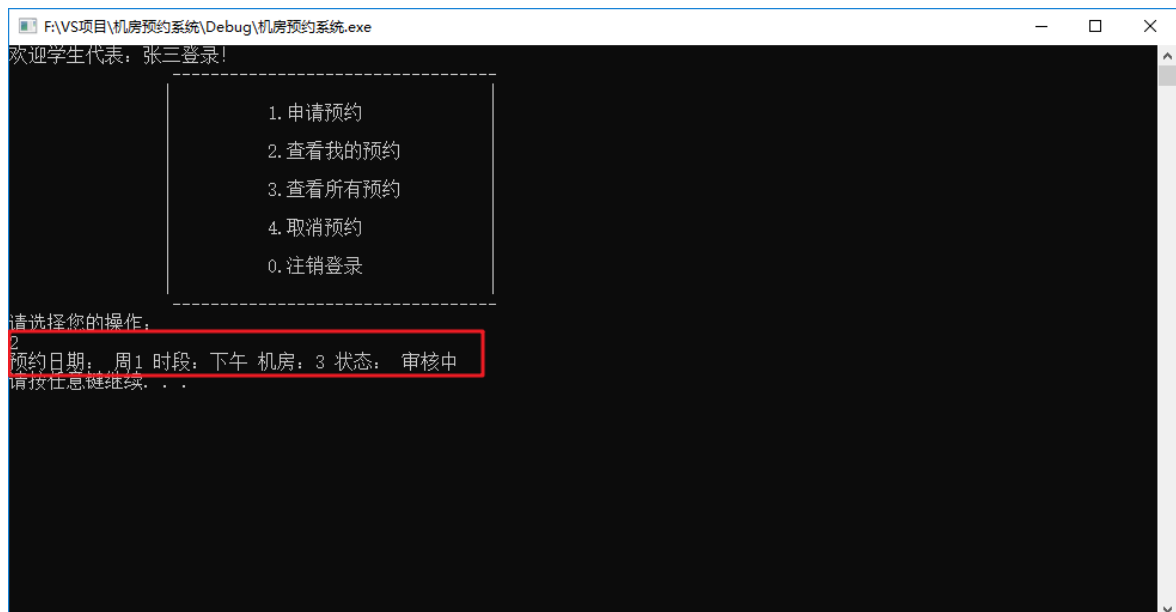 F:\VS项目\机房预约系统\Debug\机房预约系统.exe
欢迎学生代表：张三登录！
1.申请预约
2.查看我的预约
3.查看所有预约
4.取消预约
0.注销登录
请选择您的操作：
2
预约日期： 周1 时段：下午 机房：3 状态： 审核中
请按任意键继续. . .